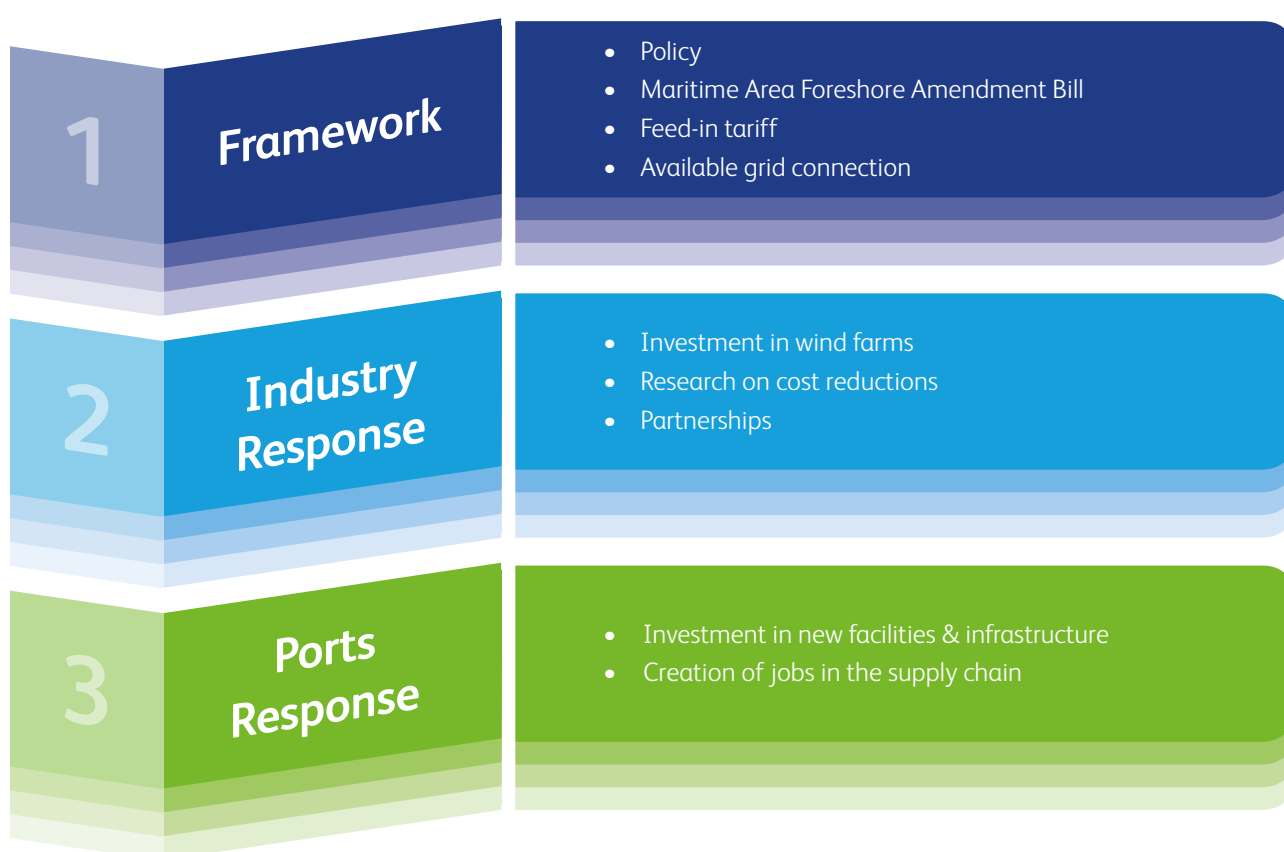 1
Framework
• Policy
• Maritime Area Foreshore Amendment Bill
• Feed-in tariff
• Available grid connection
2
Industry
Response
• Investment in wind farms
• Research on cost reductions
• Partnerships
3
Ports
Response
• Investment in new facilities & infrastructure
• Creation of jobs in the supply chain